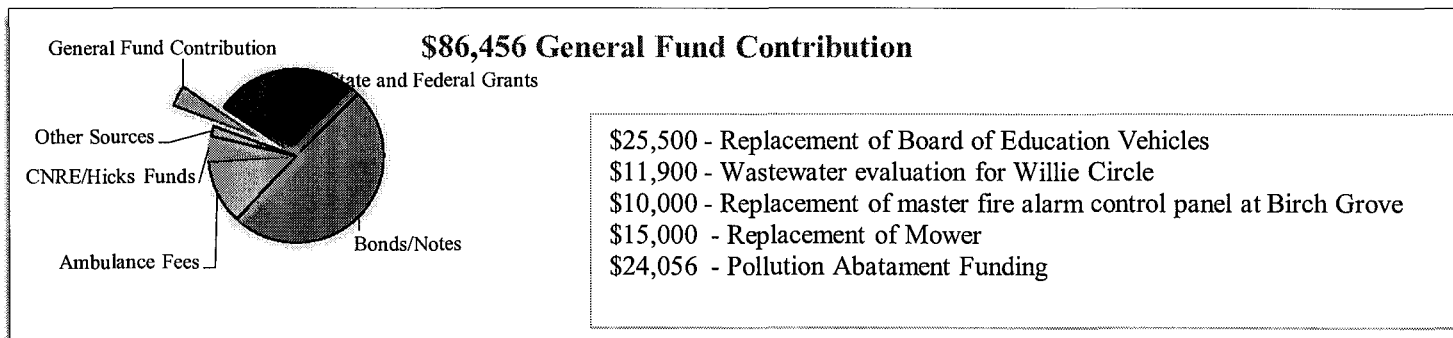 $86,456 General Fund Contribution
General Fund Contribution
State and Federal Grants
Other Sources
CNRE/Hicks Funds
Ambulance Fees
Bonds/Notes
$25,500 - Replacement of Board of Education Vehicles
$11,900 - Wastewater evaluation for Willie Circle
$10,000 - Replacement of master fire alarm control panel at Birch Grove
$15,000 - Replacement of Mower
$24,056 - Pollution Abatament Funding